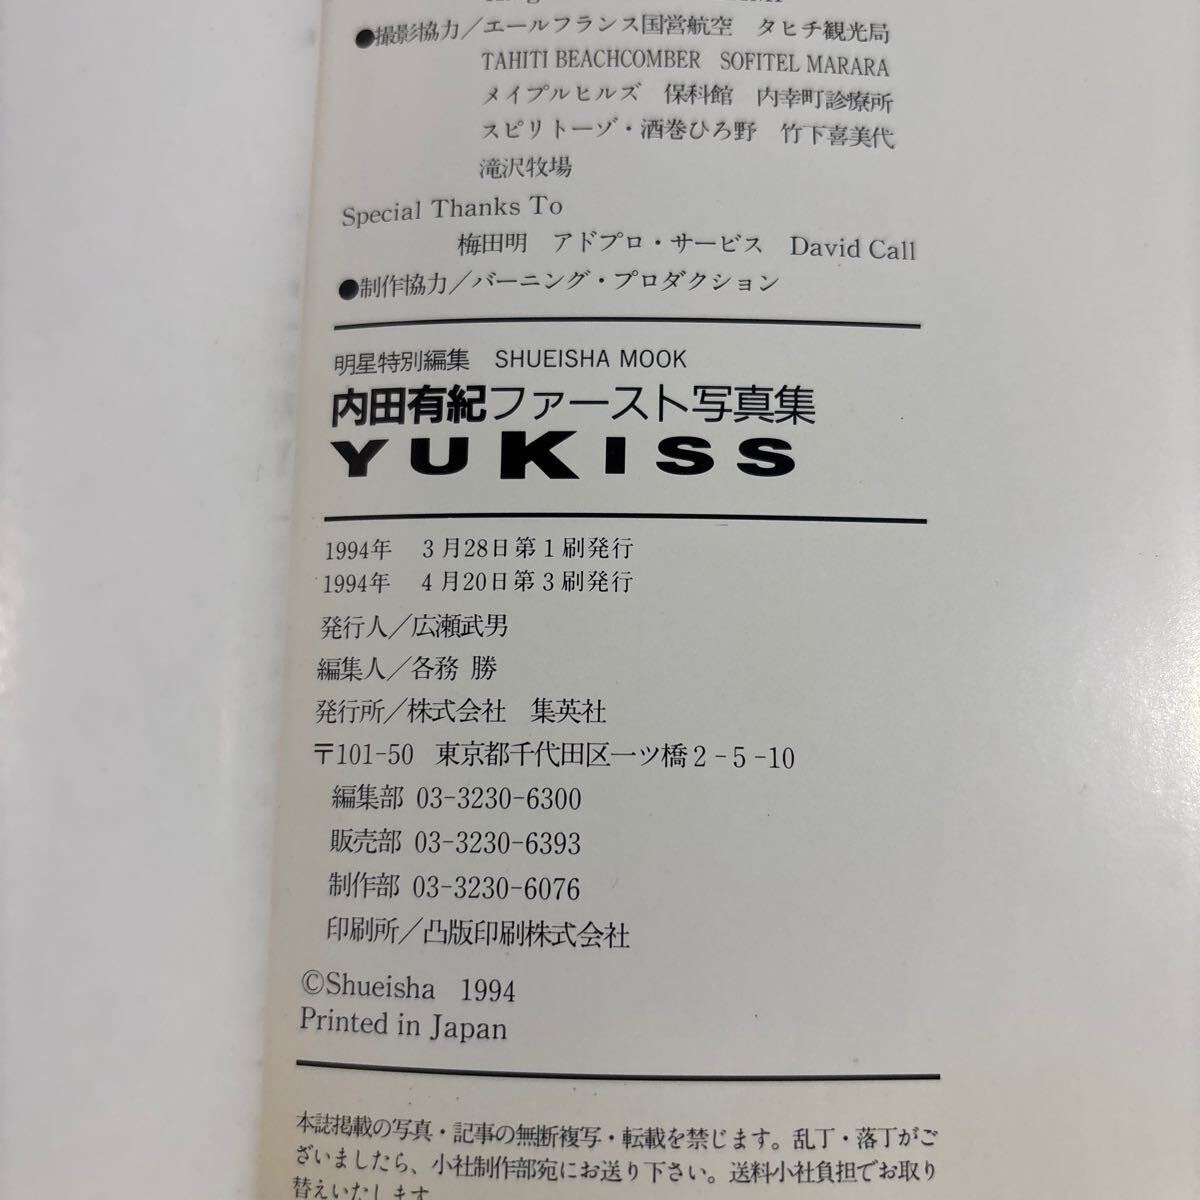 ●撮影協力／エールフランス国営航空　タヒチ観光局
TAHITI BEACHCOMBER　SOFITEL MARARA
メイプルヒルズ　保科館　内幸町診療所
スピリトーゾ・酒巻ひろ野　竹下喜美代
滝沢牧場
Special Thanks To
梅田明　アドプロ・サービス　David Call
●制作協力／バーニング・プロダクション
明星特別編集　SHUEISHA MOOK
内田有紀ファースト写真集
YUKISS
1994年　3月28日第1刷発行
1994年　4月20日第3刷発行
発行人／広瀬武男
編集人／各務 勝
発行所／株式会社　集英社
〒101-50　東京都千代田区一ツ橋2-5-10
編集部 03-3230-6300
販売部 03-3230-6393
制作部 03-3230-6076
印刷所／凸版印刷株式会社
©Shueisha　1994
Printed in Japan
本誌掲載の写真・記事の無断複写・転載を禁じます。乱丁・落丁がご
ざいましたら、小社制作部宛にお送り下さい。送料小社負担でお取り
替えいたします